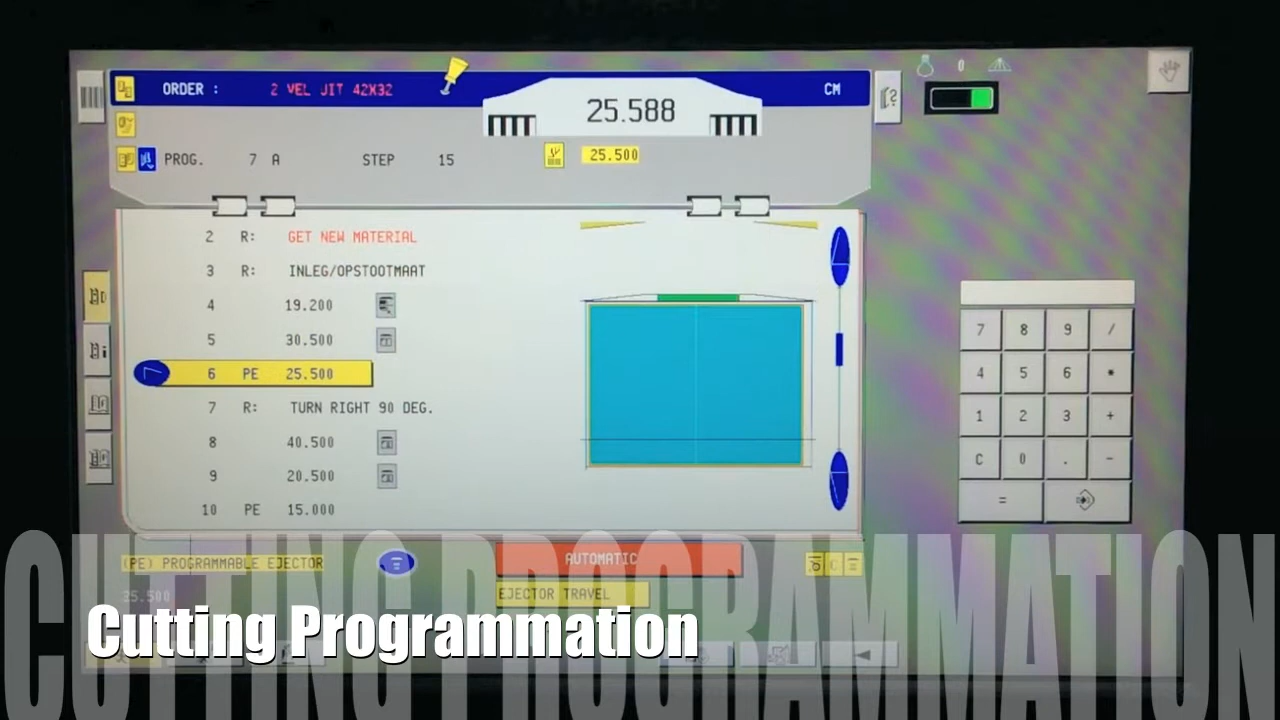 ORDER : 2 VEL JIT 42X32 CM
25.588
0
PROG. 7 A STEP 15 25.500
2 R: GET NEW MATERIAL
3 R: INLEG/OPSTOOTMAAT
4 19.200
5 30.500
6 PE 25.500
7 R: TURN RIGHT 90 DEG.
8 40.500
9 20.500
10 PE 15.000
7 8 9 /
4 5 6 *
1 2 3 +
C 0 . -
=
(PE) PROGRAMMABLE EJECTOR
AUTOMATIC
25.500
EJECTOR TRAVEL
CUTTING PROGRAMMATION
Cutting Programmation